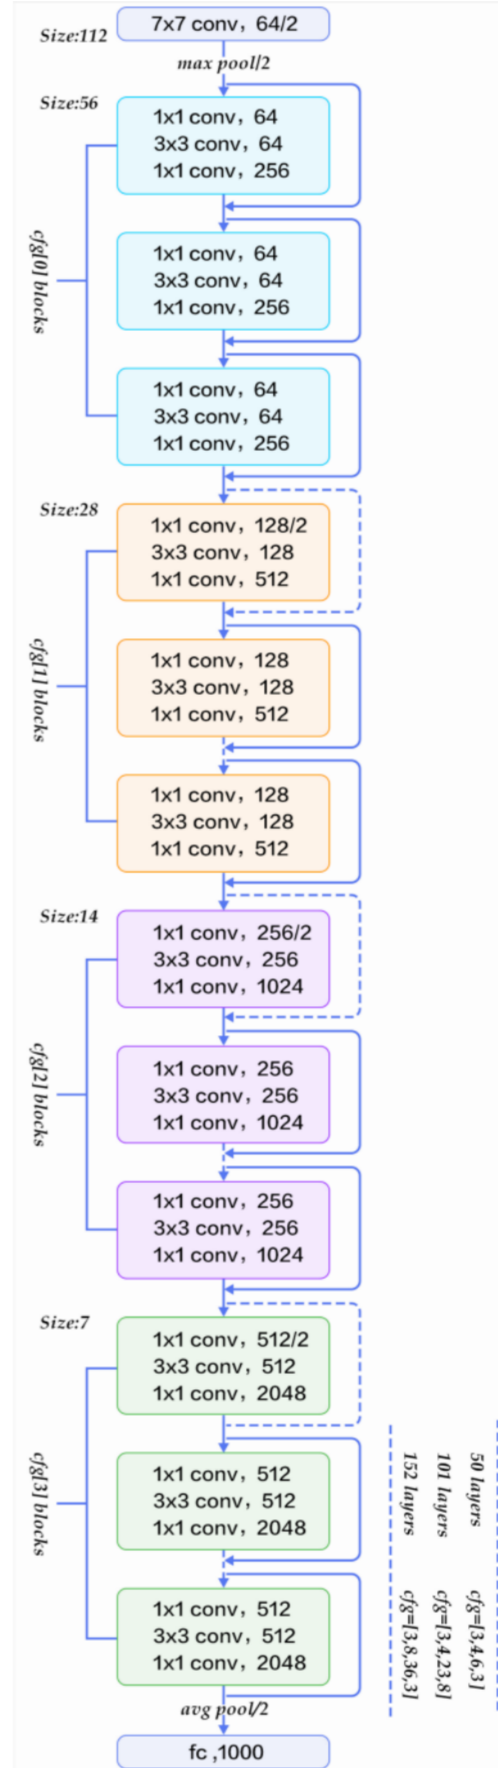 7x7 conv, 64/2
Size:112
max pool/2
Size:56
1x1 conv, 64
3x3 conv, 64
1x1 conv, 256
cfg[0] blocks
1x1 conv, 64
3x3 conv, 64
1x1 conv, 256
1x1 conv, 64
3x3 conv, 64
1x1 conv, 256
Size:28
1x1 conv, 128/2
3x3 conv, 128
1x1 conv, 512
cfg[1] blocks
1x1 conv, 128
3x3 conv, 128
1x1 conv, 512
1x1 conv, 128
3x3 conv, 128
1x1 conv, 512
Size:14
1x1 conv, 256/2
3x3 conv, 256
1x1 conv, 1024
cfg[2] blocks
1x1 conv, 256
3x3 conv, 256
1x1 conv, 1024
1x1 conv, 256
3x3 conv, 256
1x1 conv, 1024
Size:7
1x1 conv, 512/2
3x3 conv, 512
1x1 conv, 2048
cfg[3] blocks
1x1 conv, 512
3x3 conv, 512
1x1 conv, 2048
1x1 conv, 512
3x3 conv, 512
1x1 conv, 2048
50 layers cfg=[3,4,6,3]
101 layers cfg=[3,4,23,8]
152 layers cfg=[3,8,36,3]
avg pool/2
fc ,1000